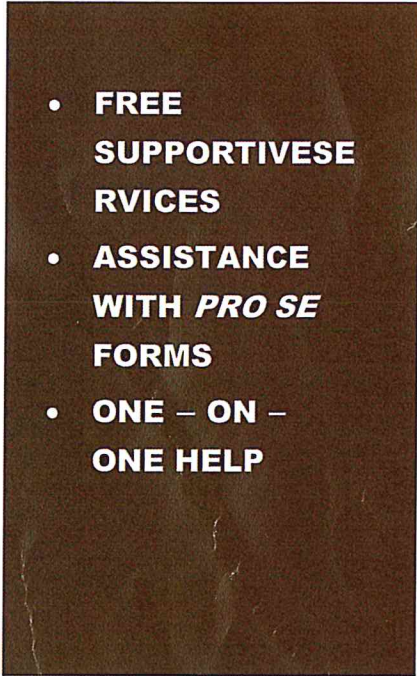 • FREE
SUPPORTIVESE
RVICES
• ASSISTANCE
WITH PRO SE
FORMS
• ONE – ON –
ONE HELP